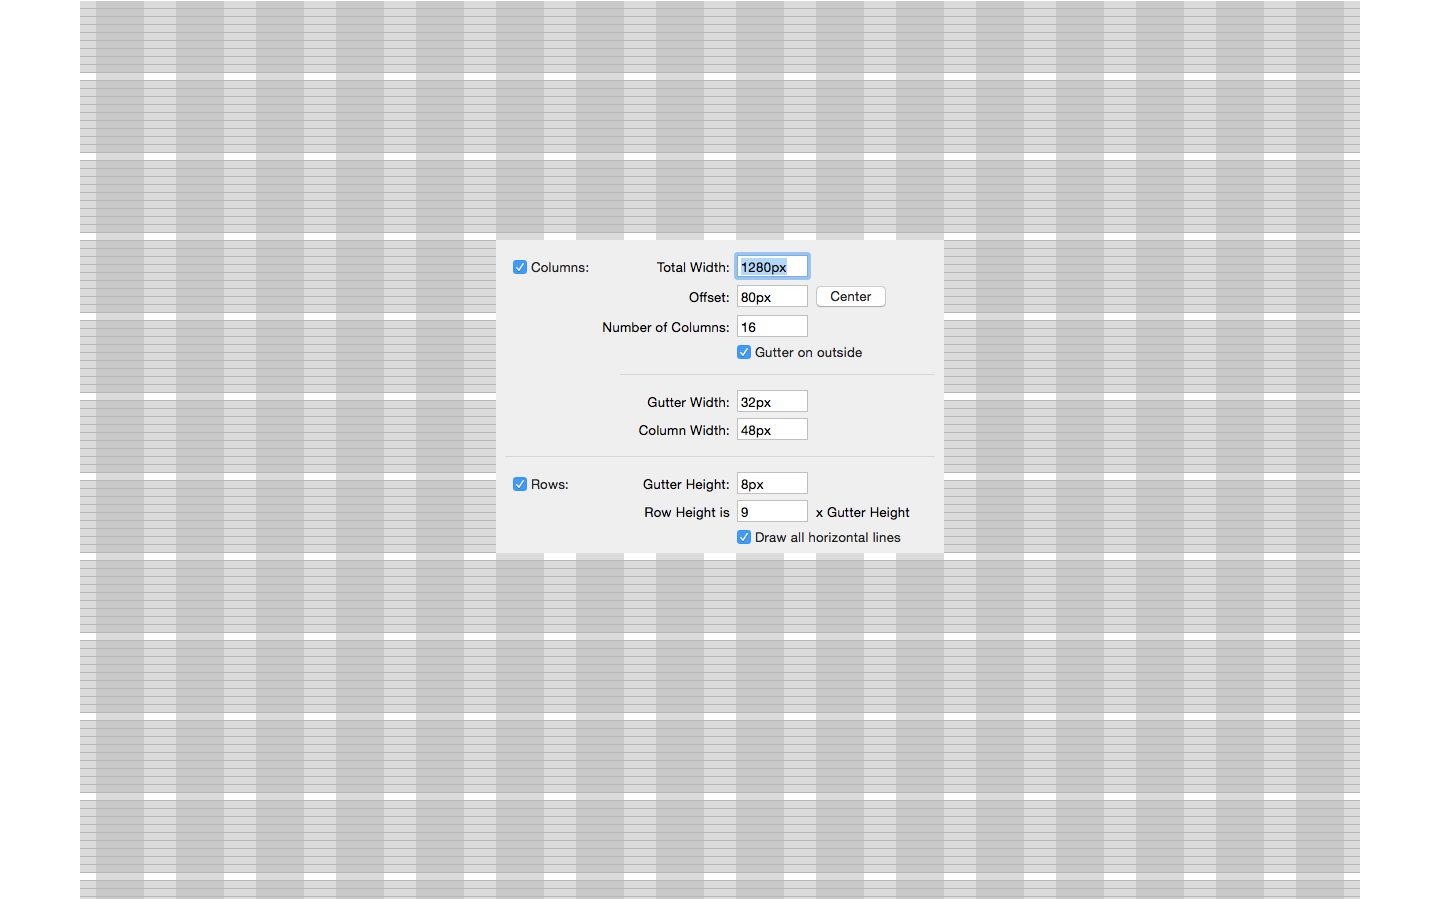 Columns: Total Width: 1280px
Offset: 80px Center
Number of Columns: 16
Gutter on outside
Gutter Width: 32px
Column Width: 48px
Rows: Gutter Height: 8px
Row Height is 9 x Gutter Height
Draw all horizontal lines